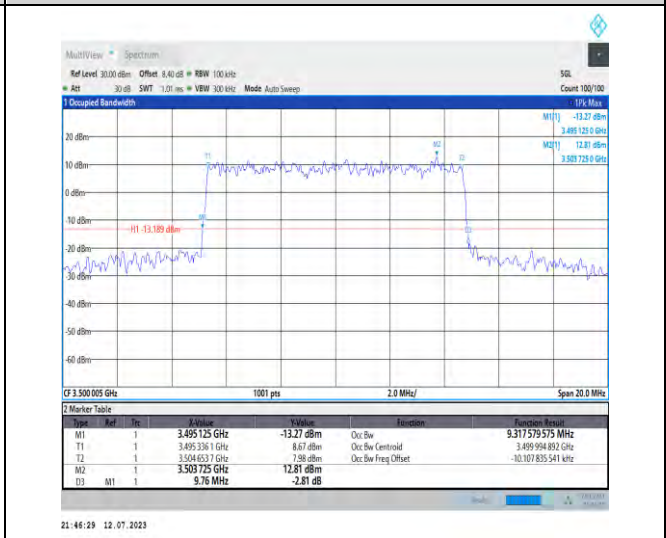 MultiView Spectrum
Ref Level 30.00 dBm Offset 8.40 dB RBW 100 kHz SGL
Att 30 dB SWT 1.01 ms VBW 300 kHz Mode Auto Sweep Count 100/100
1 Occupied Bandwidth 1Pk Max
M1[1] -13.27 dBm
3.495 125 0 GHz
M2[1] 12.81 dBm
3.503 725 0 GHz
20 dBm
10 dBm
0 dBm
-10 dBm
-20 dBm
-30 dBm
-40 dBm
-50 dBm
-60 dBm
T1
M2
H1 -13.189 dBm
CF 3.500 005 GHz 1001 pts 2.0 MHz/ Span 20.0 MHz
2 Marker Table
Type Ref Trc X-Value Y-Value Function Function Result
M1 1 3.495 125 GHz -13.27 dBm Occ Bw 9.317 579 575 MHz
T1 1 3.495 336 1 GHz 8.67 dBm Occ Bw Centroid 3.499 994 892 GHz
T2 1 3.504 653 7 GHz 7.98 dBm Occ Bw Freq Offset -10.107 835 541 kHz
M2 1 3.503 725 GHz 12.81 dBm
D3 M1 1 9.76 MHz -2.81 dB
21:46:29 12.07.2023